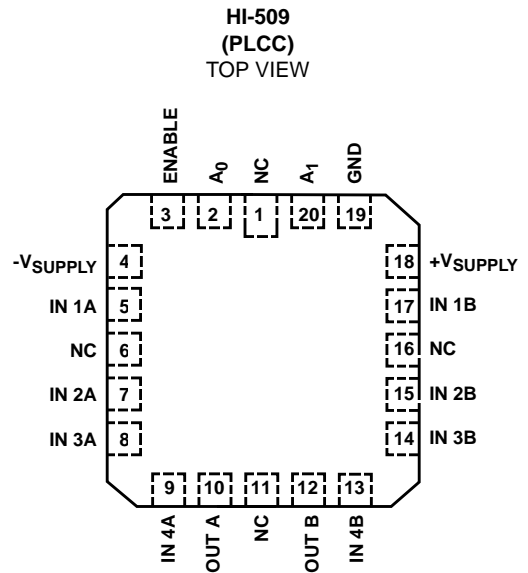 HI-509
(PLCC)
TOP VIEW
ENABLE
A0
NC
A1
GND
3
2
1
20
19
-VSUPPLY
4
18
+VSUPPLY
IN 1A
5
17
IN 1B
NC
6
16
NC
IN 2A
7
15
IN 2B
IN 3A
8
14
IN 3B
9
10
11
12
13
IN 4A
OUT A
NC
OUT B
IN 4B